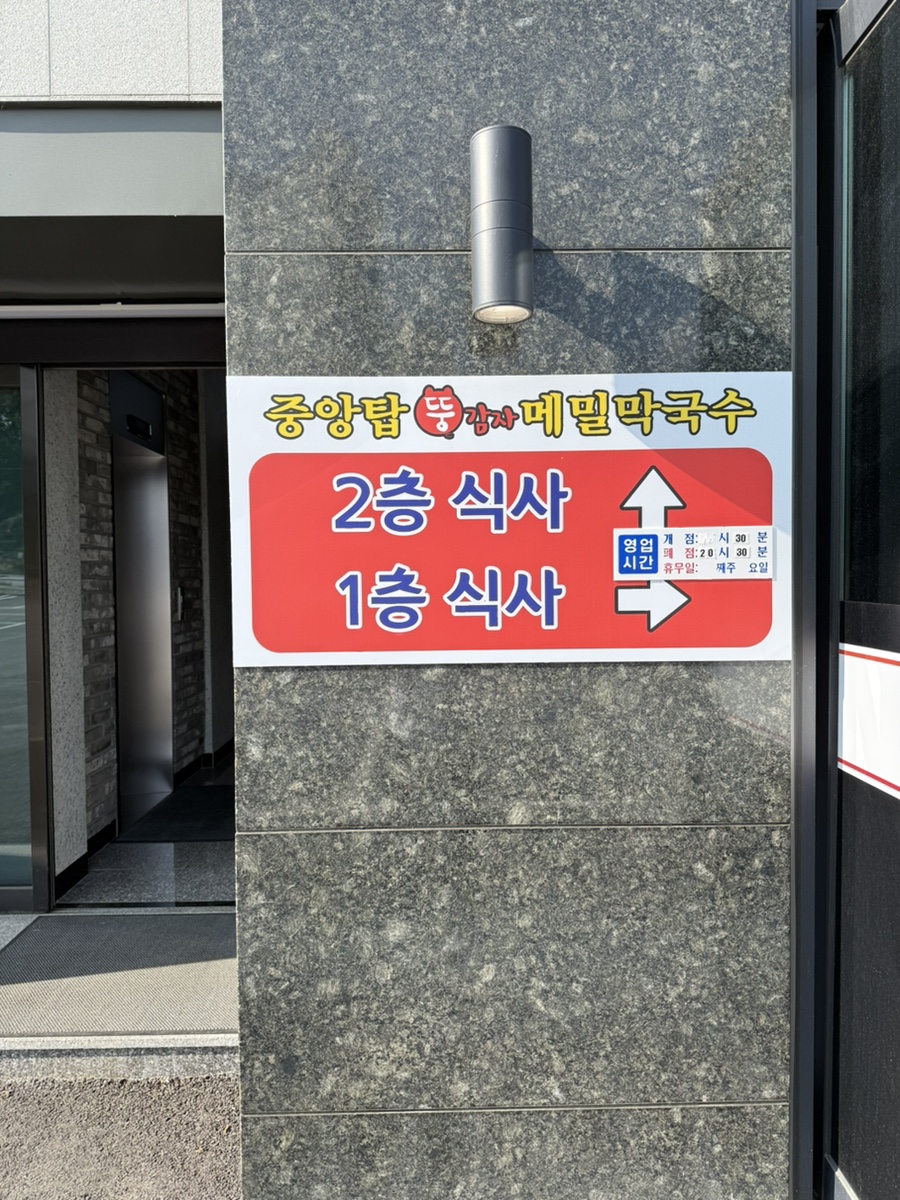 중앙탑 뚱감자 메밀막국수
2층 식사
1층 식사
영업
시간
개 점: 시 30 분
폐 점: 20 시 30 분
휴무일: 째주 요일